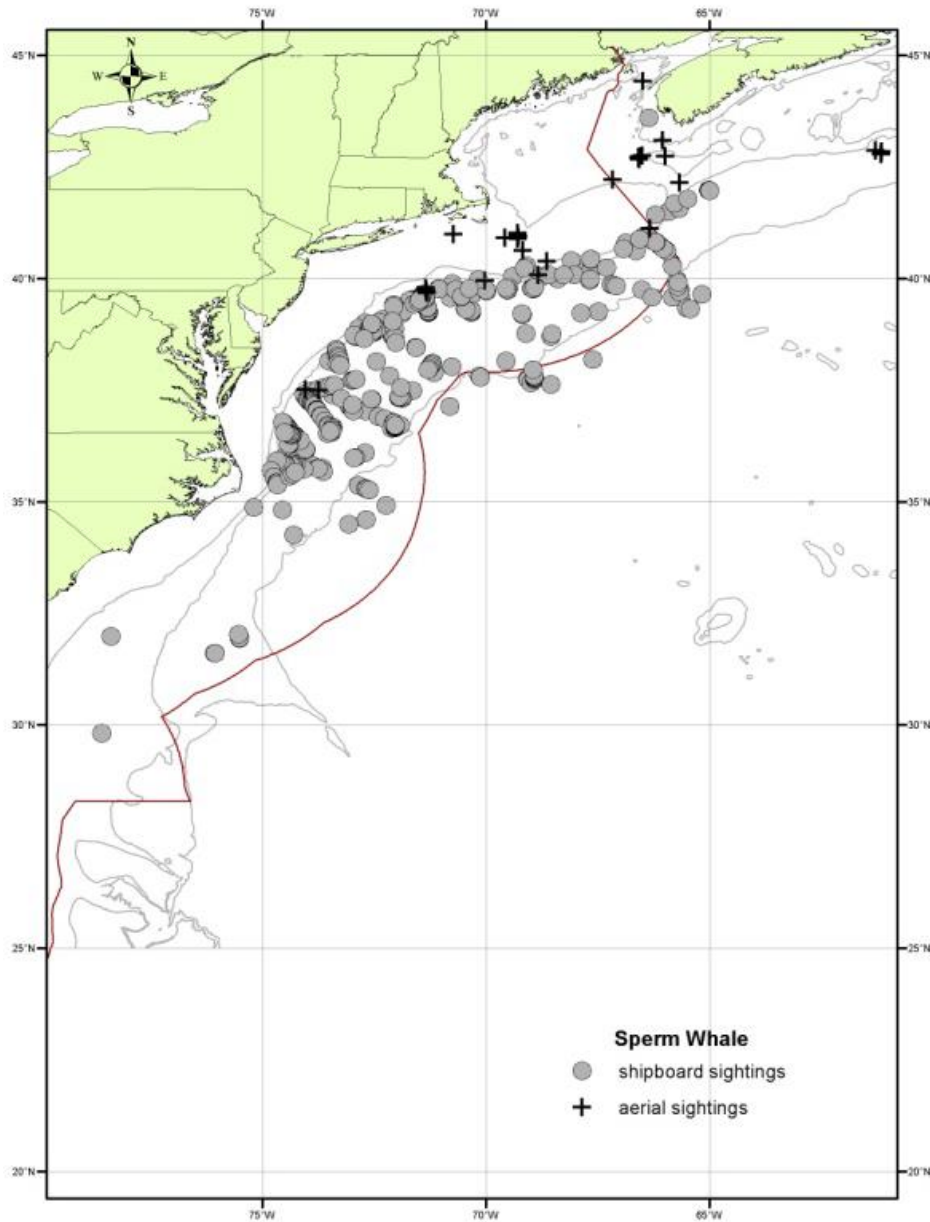 75°W 70°W 65°W
45°N 45°N
N
W E
S
40°N 40°N
35°N 35°N
30°N 30°N
25°N 25°N
Sperm Whale
shipboard sightings
aerial sightings
20°N 20°N
75°W 70°W 65°W